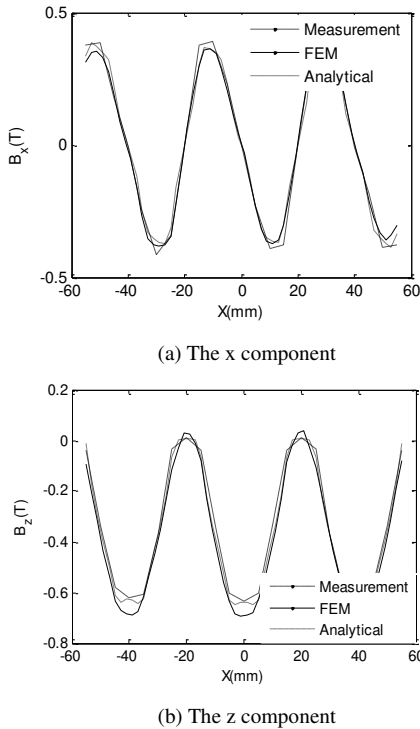 0.5
0
-0.5
B_x(T)
Measurement
FEM
Analytical
-60 -40 -20 0 20 40 60
X(mm)
(a) The x component
0.2
0
-0.2
-0.4
-0.6
-0.8
B_z(T)
Measurement
FEM
Analytical
-60 -40 -20 0 20 40 60
X(mm)
(b) The z component